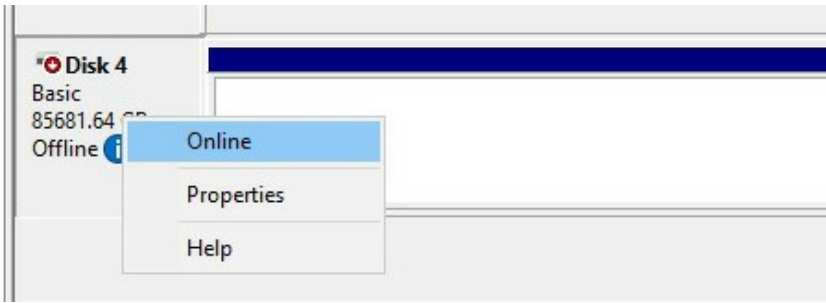 Disk 4
Basic
85681.64
Offline
Online
Properties
Help